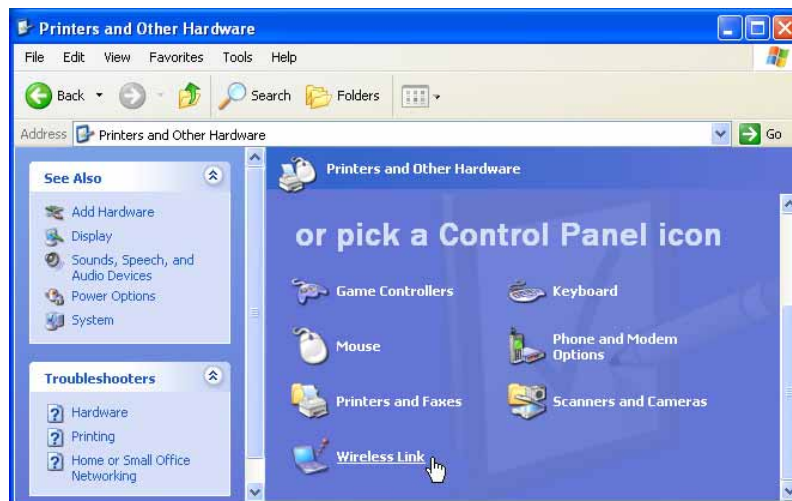 Printers and Other Hardware
File Edit View Favorites Tools Help
Back Search Folders
Address Printers and Other Hardware Go
See Also
Add Hardware
Display
Sounds, Speech, and
Audio Devices
Power Options
System
Troubleshooters
Hardware
Printing
Home or Small Office
Networking
Printers and Other Hardware
or pick a Control Panel icon
Game Controllers
Keyboard
Mouse
Phone and Modem
Options
Printers and Faxes
Scanners and Cameras
Wireless Link